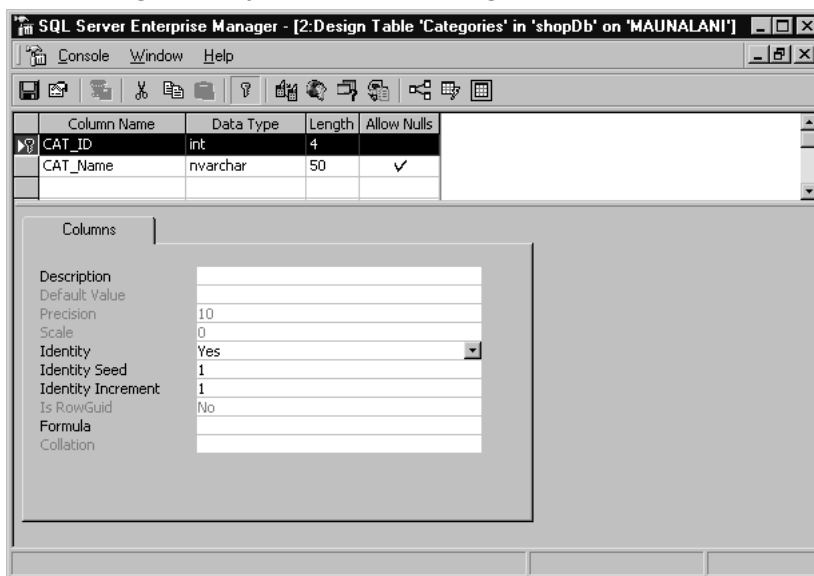 SQL Server Enterprise Manager - [2:Design Table 'Categories' in 'shopDb' on 'MAUNALANI']
Console Window Help
Column Name Data Type Length Allow Nulls
CAT_ID int 4
CAT_Name nvarchar 50 ✓
Columns
Description
Default Value
Precision 10
Scale 0
Identity Yes
Identity Seed 1
Identity Increment 1
Is RowGuid No
Formula
Collation